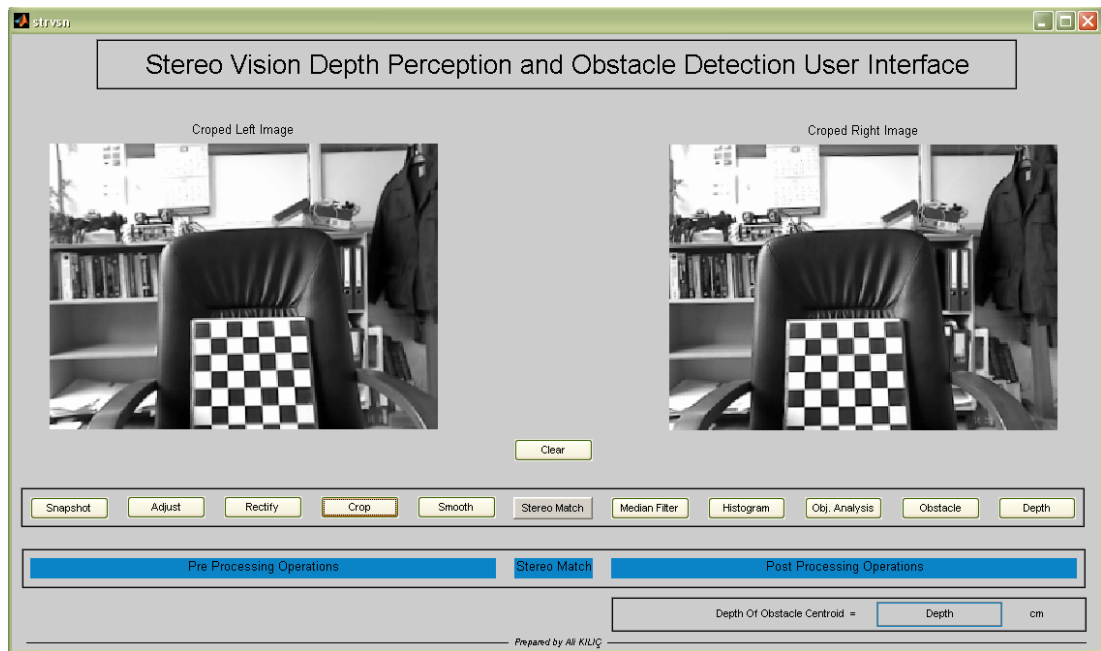 strvsn
Stereo Vision Depth Perception and Obstacle Detection User Interface
Croped Left Image
Croped Right Image
Clear
Snapshot Adjust Rectify Crop Smooth Stereo Match Median Filter Histogram Obj. Analysis Obstacle Depth
Pre Processing Operations Stereo Match Post Processing Operations
Depth Of Obstacle Centroid = Depth cm
Prepared by Ali KILIÇ